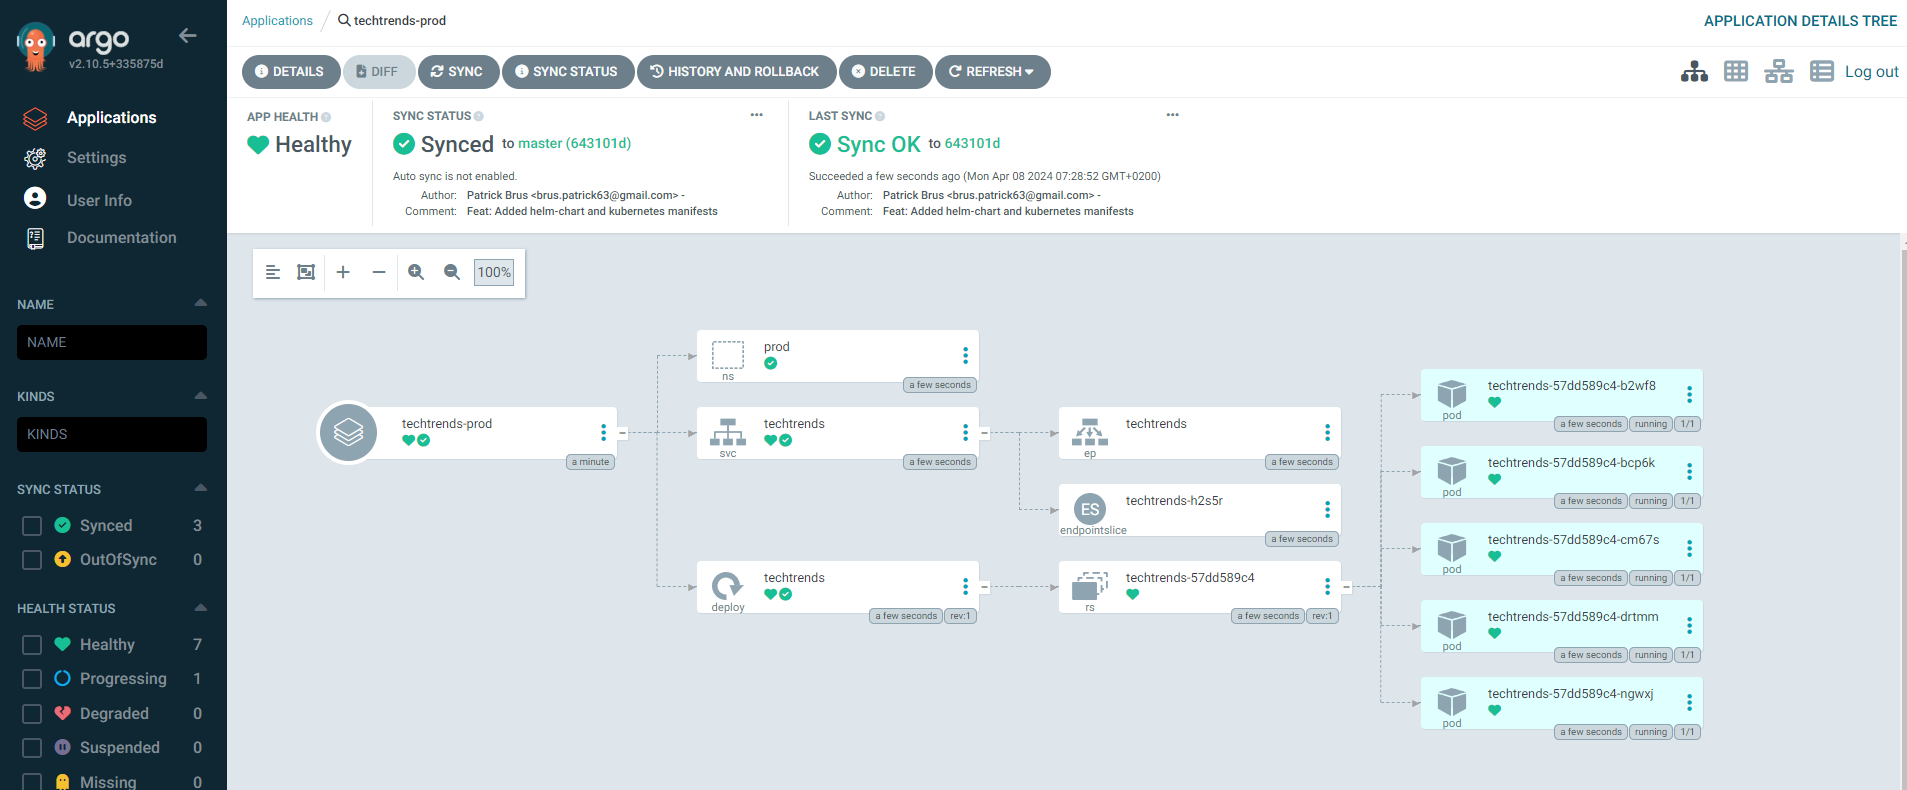 argo
v2.10.5+335875d
Applications
Settings
User Info
Documentation
NAME
NAME
KINDS
KINDS
SYNC STATUS
Synced 3
OutOfSync 0
HEALTH STATUS
Healthy 7
Progressing 1
Degraded 0
Suspended 0
Missing 0
Applications / techtrends-prod
APPLICATION DETAILS TREE
DETAILS DIFF SYNC SYNC STATUS HISTORY AND ROLLBACK DELETE REFRESH
Log out
APP HEALTH
Healthy
SYNC STATUS
Synced to master (643101d)
Auto sync is not enabled.
Author: Patrick Brus <brus.patrick63@gmail.com> -
Comment: Feat: Added helm-chart and kubernetes manifests
LAST SYNC
Sync OK to 643101d
Succeeded a few seconds ago (Mon Apr 08 2024 07:28:52 GMT+0200)
Author: Patrick Brus <brus.patrick63@gmail.com> -
Comment: Feat: Added helm-chart and kubernetes manifests
100%
techtrends-prod
a minute
prod
ns
a few seconds
techtrends
svc
a few seconds
techtrends
deploy
a few seconds rev:1
techtrends
ep
a few seconds
ES
techtrends-h2s5r
endpointslice
a few seconds
techtrends-57dd589c4
rs
a few seconds rev:1
techtrends-57dd589c4-b2wf8
pod
a few seconds running 1/1
techtrends-57dd589c4-bcp6k
pod
a few seconds running 1/1
techtrends-57dd589c4-cm67s
pod
a few seconds running 1/1
techtrends-57dd589c4-drtmm
pod
a few seconds running 1/1
techtrends-57dd589c4-ngwxj
pod
a few seconds running 1/1